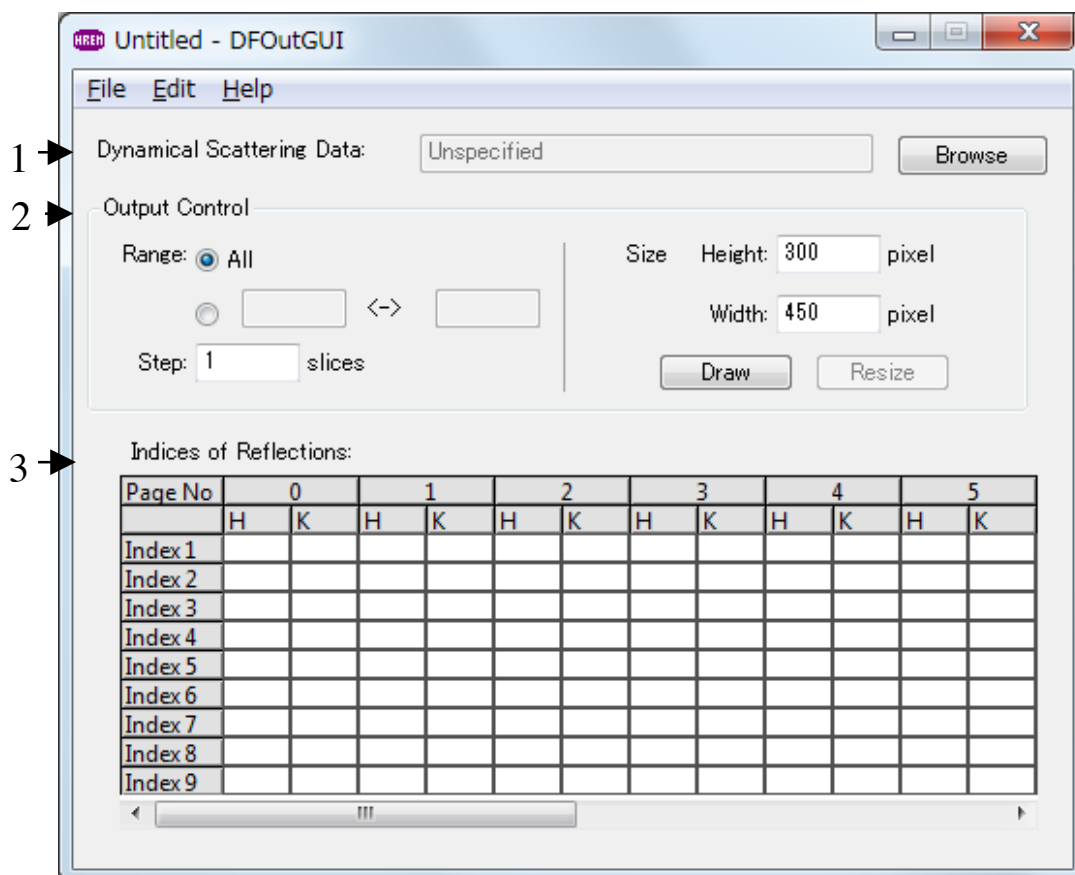 HREM Untitled - DFOutGUI
File Edit Help
1 Dynamical Scattering Data: Unspecified Browse
2 Output Control
Range: All Size Height: 300 pixel
<-> Width: 450 pixel
Step: 1 slices Draw Resize
3 Indices of Reflections:
Page No 0 1 2 3 4 5
H K H K H K H K H K H K
Index 1
Index 2
Index 3
Index 4
Index 5
Index 6
Index 7
Index 8
Index 9